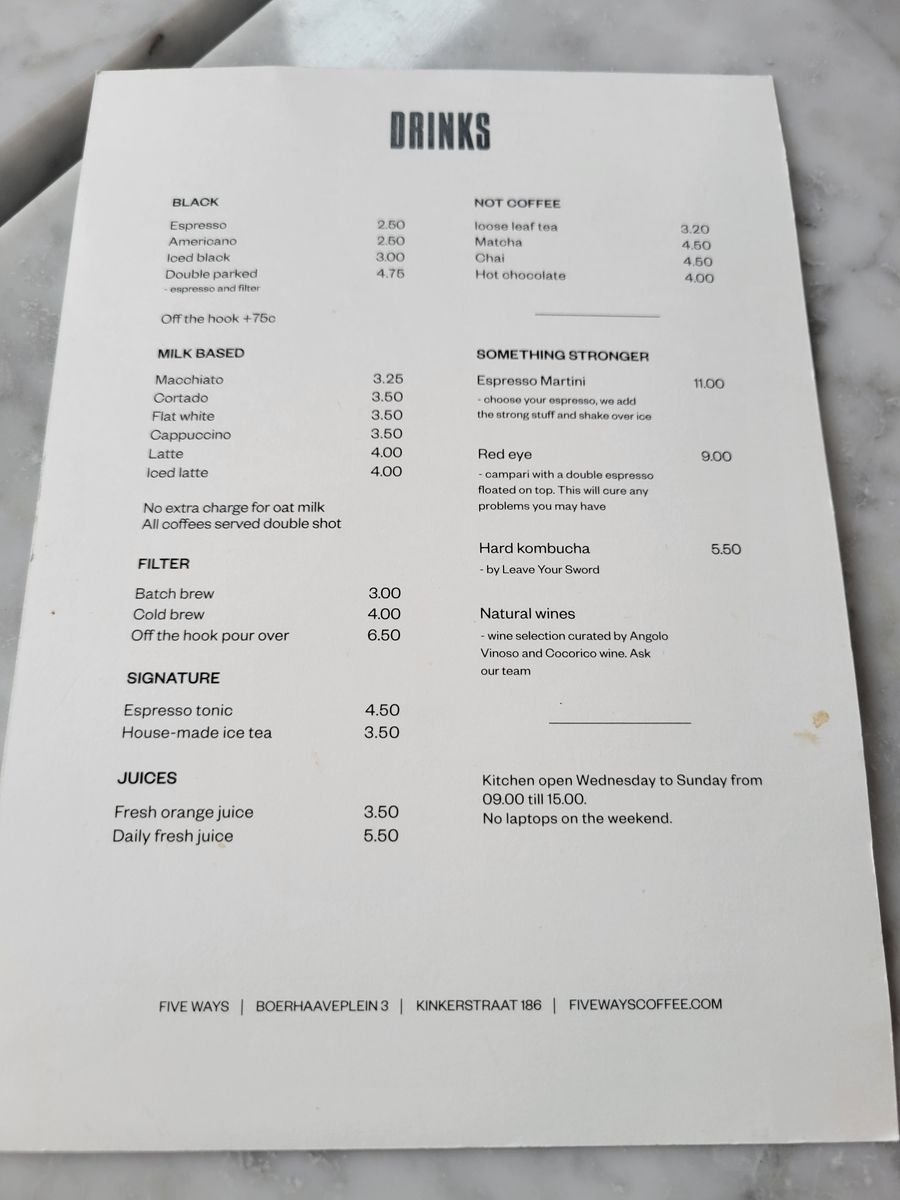 DRINKS
BLACK
Espresso 2.50
Americano 2.50
Iced black 3.00
Double parked 4.75
- espresso and filter
Off the hook +75c
MILK BASED
Macchiato 3.25
Cortado 3.50
Flat white 3.50
Cappuccino 3.50
Latte 4.00
Iced latte 4.00
No extra charge for oat milk
All coffees served double shot
FILTER
Batch brew 3.00
Cold brew 4.00
Off the hook pour over 6.50
SIGNATURE
Espresso tonic 4.50
House-made ice tea 3.50
JUICES
Fresh orange juice 3.50
Daily fresh juice 5.50
NOT COFFEE
loose leaf tea 3.20
Matcha 4.50
Chai 4.50
Hot chocolate 4.00
SOMETHING STRONGER
Espresso Martini 11.00
- choose your espresso, we add
the strong stuff and shake over ice
Red eye 9.00
- campari with a double espresso
floated on top. This will cure any
problems you may have
Hard kombucha 5.50
- by Leave Your Sword
Natural wines
- wine selection curated by Angolo
Vinoso and Cocorico wine. Ask
our team
Kitchen open Wednesday to Sunday from
09.00 till 15.00.
No laptops on the weekend.
FIVE WAYS | BOERHAAVEPLEIN 3 | KINKERSTRAAT 186 | FIVEWAYSCOFFEE.COM